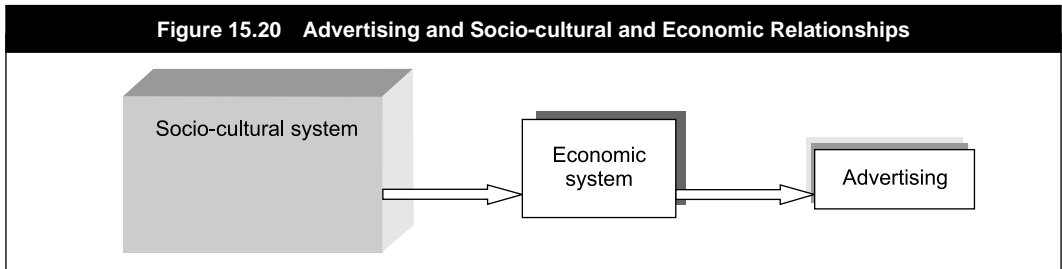 Figure 15.20 Advertising and Socio-cultural and Economic Relationships
Socio-cultural system
Economic
system
Advertising